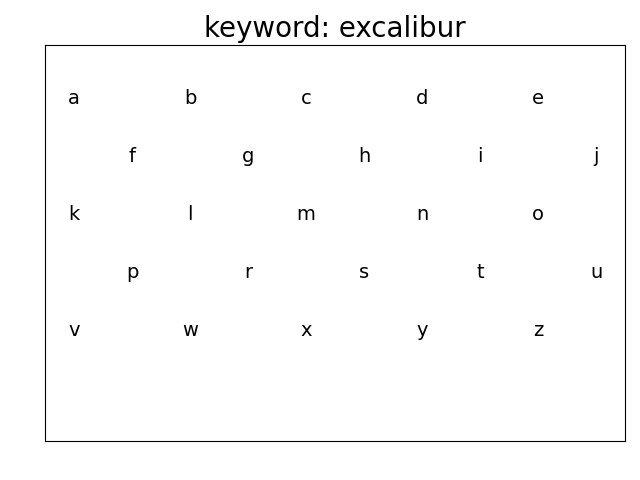 keyword: excalibur
a b c d e
f g h i j
k l m n o
p r s t u
v w x y z